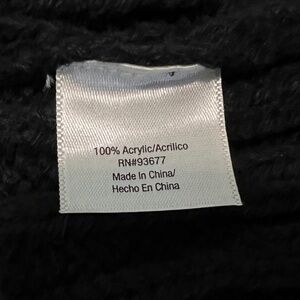 100% Acrylic/Acrilico
RN#93677
Made In China/
Hecho En China